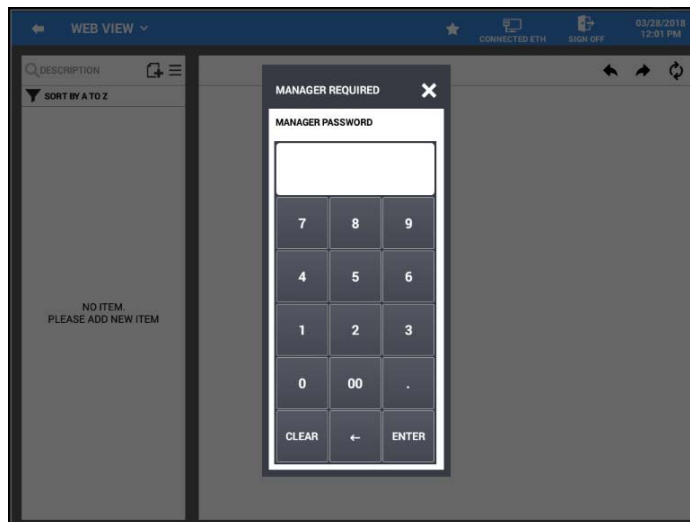 WEB VIEW
CONNECTED ETH
SIGN OFF
03/28/2018
12:01 PM
DESCRIPTION
SORT BY A TO Z
NO ITEM.
PLEASE ADD NEW ITEM
MANAGER REQUIRED
MANAGER PASSWORD
7 8 9
4 5 6
1 2 3
0 00 .
CLEAR ← ENTER